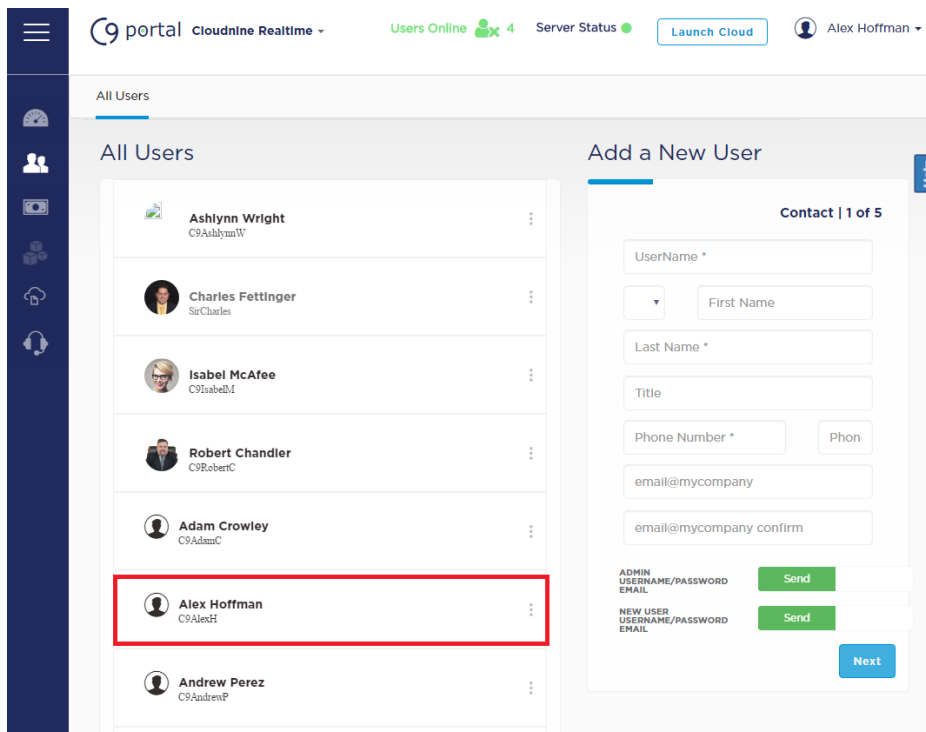 C9 portal Cloudnine Realtime
Users Online 4 Server Status Launch Cloud Alex Hoffman
All Users
All Users
Ashlynn Wright
C9AshlynnW
Charles Fettinger
SirCharles
Isabel McAfee
C9IsabelM
Robert Chandler
C9RobertC
Adam Crowley
C9AdamC
Alex Hoffman
C9AlexH
Andrew Perez
C9AndrewP
Add a New User
Contact | 1 of 5
UserName *
First Name
Last Name *
Title
Phone Number * Phon
email@mycompany
email@mycompany confirm
ADMIN
USERNAME/PASSWORD
EMAIL
Send
NEW USER
USERNAME/PASSWORD
EMAIL
Send
Next